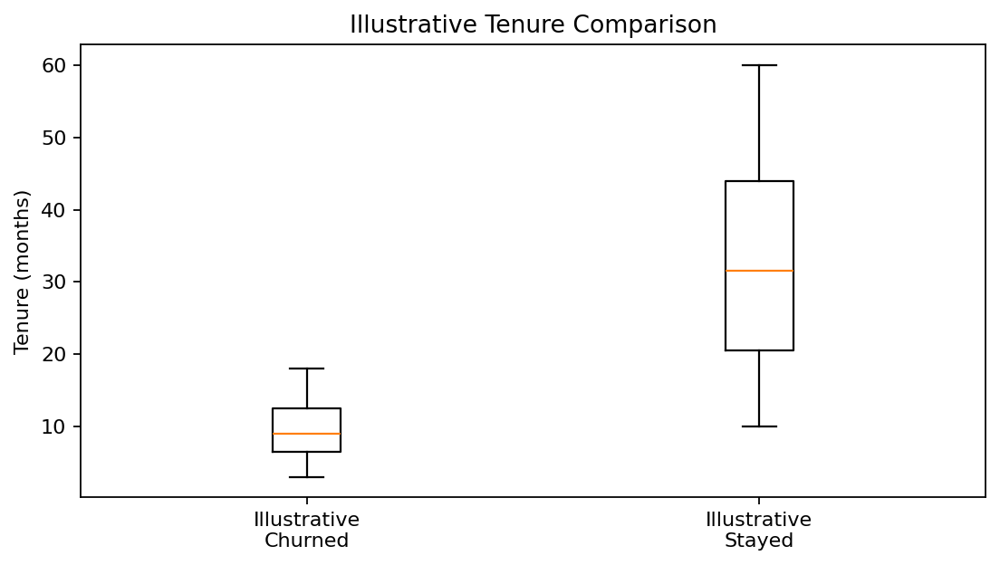 Illustrative Tenure Comparison
Tenure (months)
60
50
40
30
20
10
Illustrative
Churned
Illustrative
Stayed